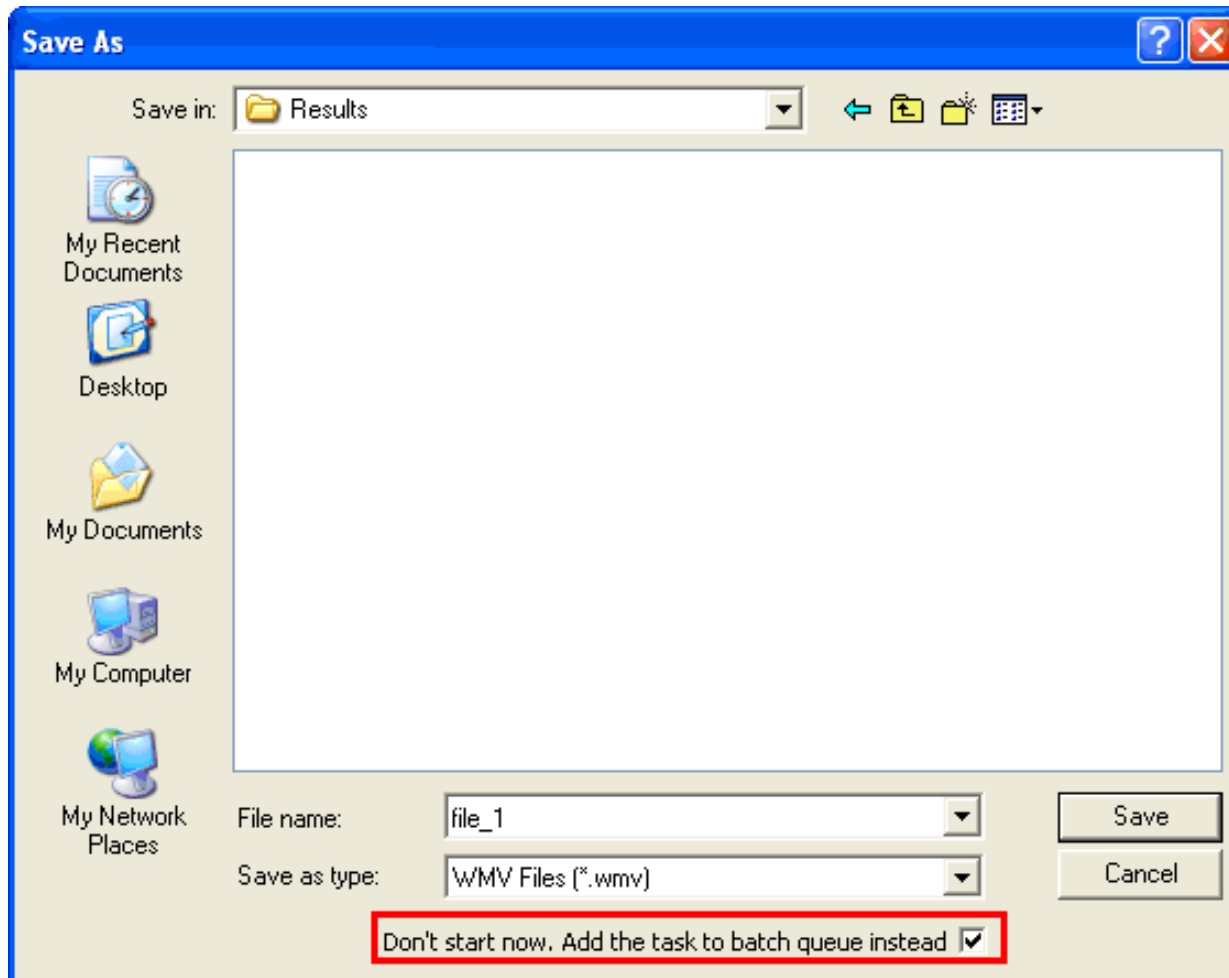 Save As
Save in: Results
My Recent
Documents
Desktop
My Documents
My Computer
My Network
Places
File name: file_1 Save
Save as type: WMV Files (*.wmv) Cancel
Don't start now. Add the task to batch queue instead